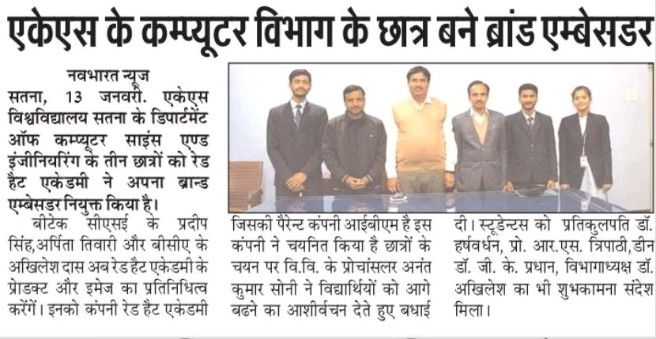 एकेएस के कम्प्यूटर विभाग के छात्र बने ब्रांड एम्बेसडर
नवभारत न्यूज
सतना, 13 जनवरी. एकेएस
विश्वविद्यालय सतना के डिपार्टमेंट
ऑफ कम्प्यूटर साइंस एण्ड
इंजीनियरिंग के तीन छात्रों को रेड
हैट एकेडमी ने अपना ब्रान्ड
एम्बेसडर नियुक्त किया है।
बीटेक सीएसई के प्रदीप
सिंह,अर्पिता तिवारी और बीसीए के
अखिलेश दास अब रेड हैट एकेडमी के
प्रोडक्ट और इमेज का प्रतिनिधित्व
करेंगें। इनको कंपनी रेड हैट एकेडमी
जिसकी पैरेन्ट कंपनी आईबीएम है इस
कंपनी ने चयनित किया है छात्रों के
चयन पर वि.वि. के प्रोचांसलर अनंत
कुमार सोनी ने विद्यार्थियों को आगे
बढने का आशीर्वचन देते हुए बधाई
दी। स्टूडेन्टस को प्रतिकुलपति डॉ.
हर्षवर्धन, प्रो. आर.एस. त्रिपाठी,डीन
डॉ. जी. के. प्रधान, विभागाध्यक्ष डॉ.
अखिलेश का भी शुभकामना संदेश
मिला।